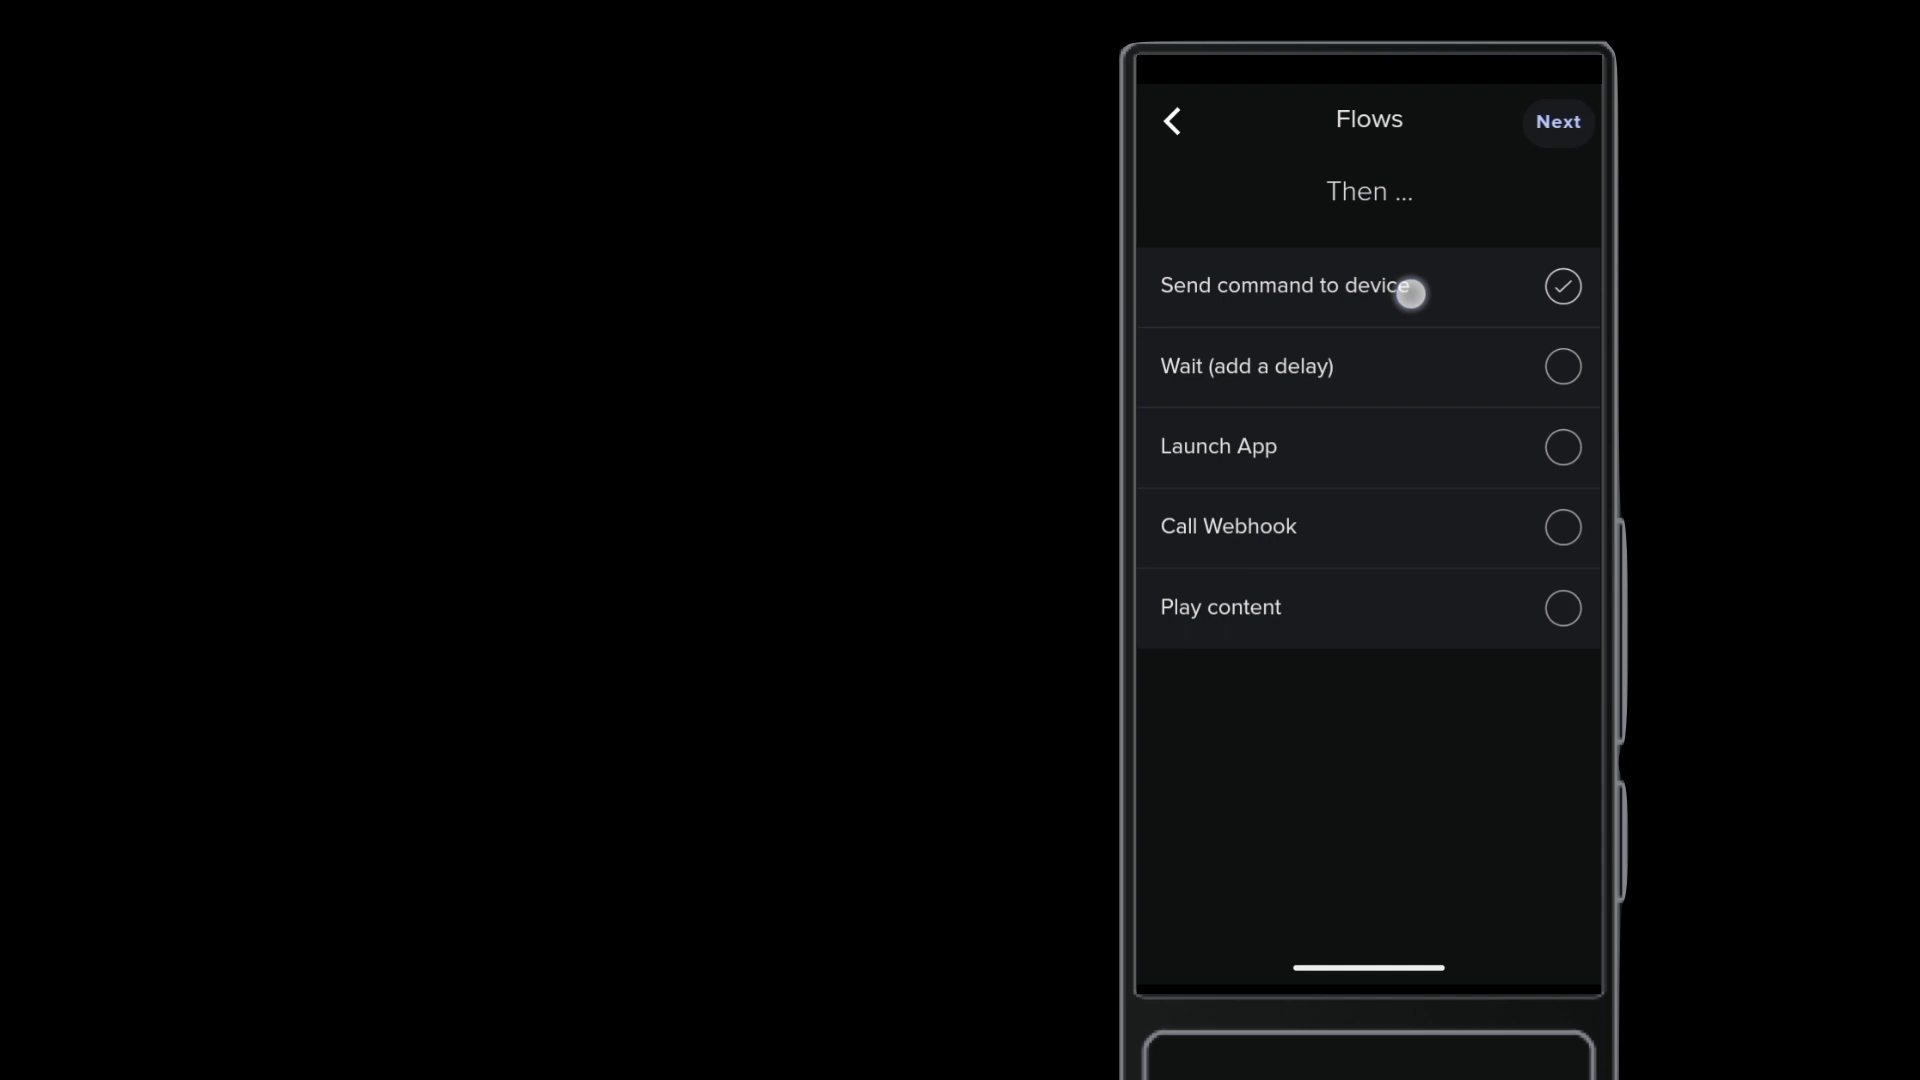 Flows
Next
Then ...
Send command to device
Wait (add a delay)
Launch App
Call Webhook
Play content